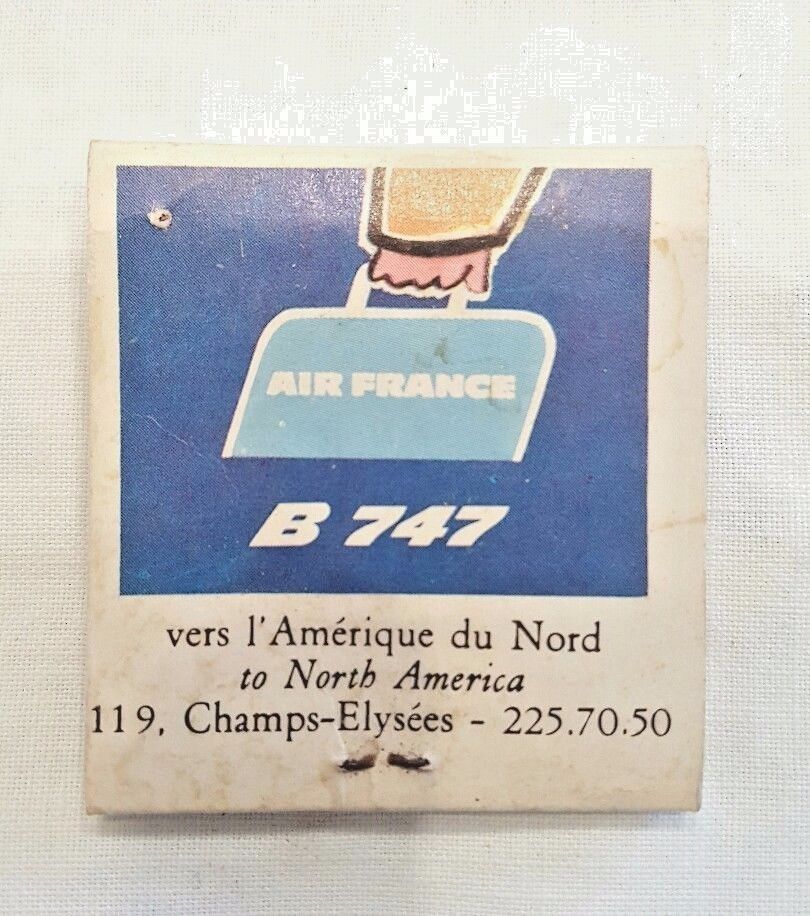 AIR FRANCE
B 747
vers l'Amérique du Nord
to North America
119, Champs-Elysées - 225.70.50